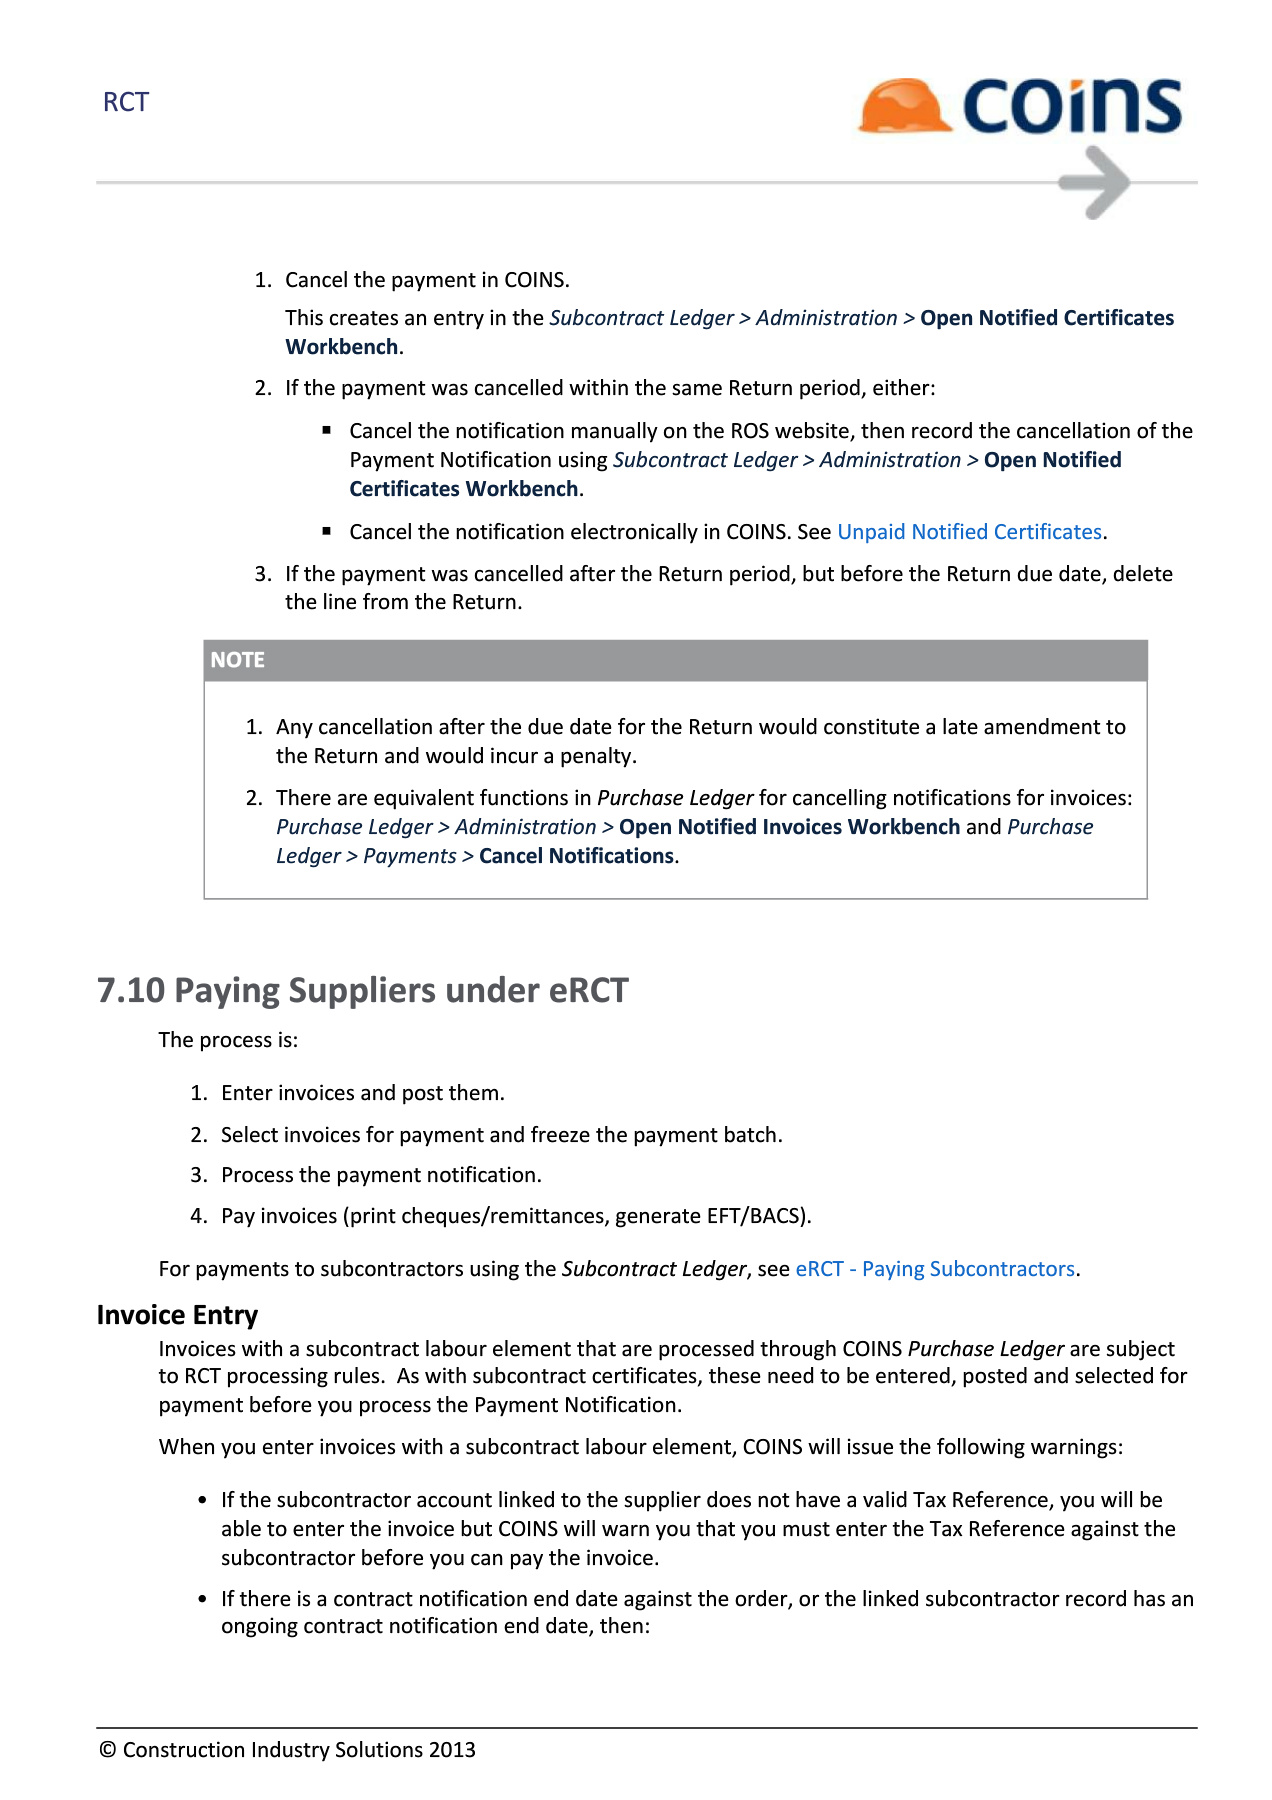 RCT
coins
1. Cancel the payment in COINS.
This creates an entry in the Subcontract Ledger > Administration > Open Notified Certificates
Workbench.
2. If the payment was cancelled within the same Return period, either:
▪ Cancel the notification manually on the ROS website, then record the cancellation of the
Payment Notification using Subcontract Ledger > Administration > Open Notified
Certificates Workbench.
▪ Cancel the notification electronically in COINS. See Unpaid Notified Certificates.
3. If the payment was cancelled after the Return period, but before the Return due date, delete
the line from the Return.
NOTE
1. Any cancellation after the due date for the Return would constitute a late amendment to
the Return and would incur a penalty.
2. There are equivalent functions in Purchase Ledger for cancelling notifications for invoices:
Purchase Ledger > Administration > Open Notified Invoices Workbench and Purchase
Ledger > Payments > Cancel Notifications.
7.10 Paying Suppliers under eRCT
The process is:
1. Enter invoices and post them.
2. Select invoices for payment and freeze the payment batch.
3. Process the payment notification.
4. Pay invoices (print cheques/remittances, generate EFT/BACS).
For payments to subcontractors using the Subcontract Ledger, see eRCT - Paying Subcontractors.
Invoice Entry
Invoices with a subcontract labour element that are processed through COINS Purchase Ledger are subject
to RCT processing rules.  As with subcontract certificates, these need to be entered, posted and selected for
payment before you process the Payment Notification.
When you enter invoices with a subcontract labour element, COINS will issue the following warnings:
• If the subcontractor account linked to the supplier does not have a valid Tax Reference, you will be
able to enter the invoice but COINS will warn you that you must enter the Tax Reference against the
subcontractor before you can pay the invoice.
• If there is a contract notification end date against the order, or the linked subcontractor record has an
ongoing contract notification end date, then:
© Construction Industry Solutions 2013